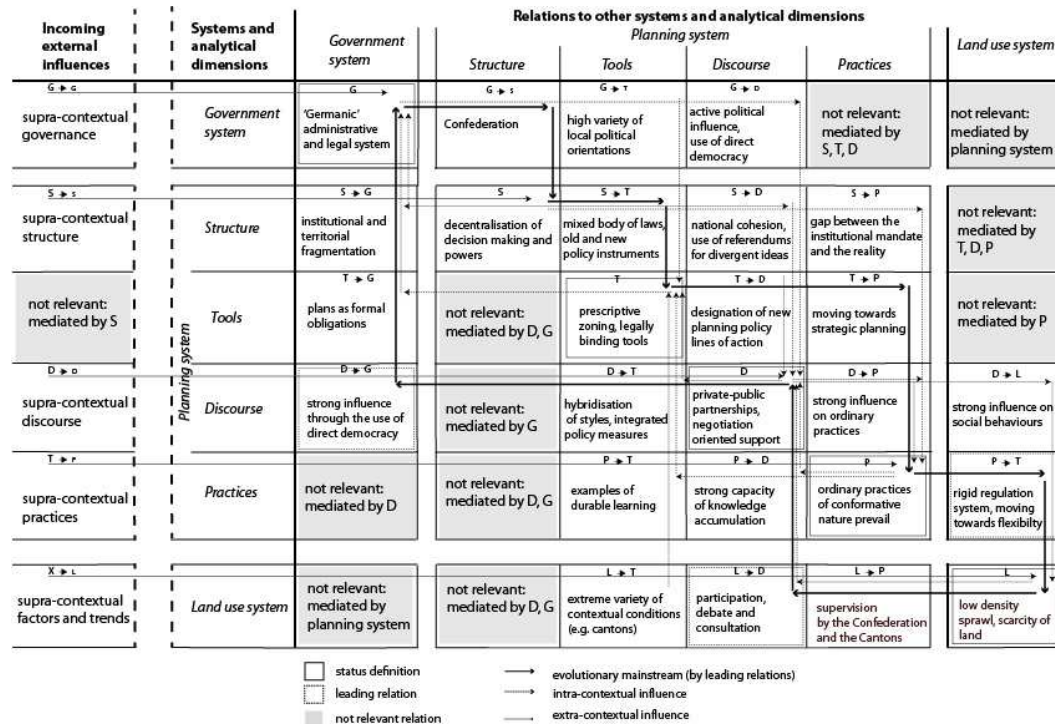 Relations to other systems and analytical dimensions
Incoming
external
influences
Systems and
analytical
dimensions
Government
system
Planning system
Structure
Tools
Discourse
Practices
Land use system
G → G
supra-contextual
governance
Government
system
G
'Germanic'
administrative
and legal system
G → S
Confederation
G → T
high variety of
local political
orientations
G → D
active political
influence,
use of direct
democracy
not relevant:
mediated by
S, T, D
not relevant:
mediated by
planning system
Planning system
S → S
supra-contextual
structure
Structure
S → G
institutional and
territorial
fragmentation
S
decentralisation of
decision making and
powers
S → T
mixed body of laws,
old and new
policy instruments
S → D
national cohesion,
use of referendums
for divergent ideas
S → P
gap between the
institutional mandate
and the reality
not relevant:
mediated by
T, D, P
not relevant:
mediated by S
Tools
T → G
plans as formal
obligations
not relevant:
mediated by D, G
T
prescriptive
zoning, legally
binding tools
T → D
designation of new
planning policy
lines of action
T → P
moving towards
strategic planning
not relevant:
mediated by P
D → D
supra-contextual
discourse
Discourse
D → G
strong influence
through the use of
direct democracy
not relevant:
mediated by G
D → T
hybridisation
of styles, integrated
policy measures
D
private-public
partnerships,
negotiation
oriented support
D → P
strong influence
on ordinary
practices
D → L
strong influence on
social behaviours
T → P
supra-contextual
practices
Practices
not relevant:
mediated by D
not relevant:
mediated by D, G
P → T
examples of
durable learning
P → D
strong capacity
of knowledge
accumulation
P
ordinary practices
of conformative
nature prevail
P → T
rigid regulation
system, moving
towards flexibilty
X → L
supra-contextual
factors and trends
Land use system
not relevant:
mediated by
planning system
not relevant:
mediated by D, G
L → T
extreme variety of
contextual conditions
(e.g. cantons)
L → D
participation,
debate and
consultation
L → P
supervision
by the Confederation
and the Cantons
L
low density
sprawl, scarcity of
land
status definition
leading relation
not relevant relation
evolutionary mainstream (by leading relations)
intra-contextual influence
extra-contextual influence